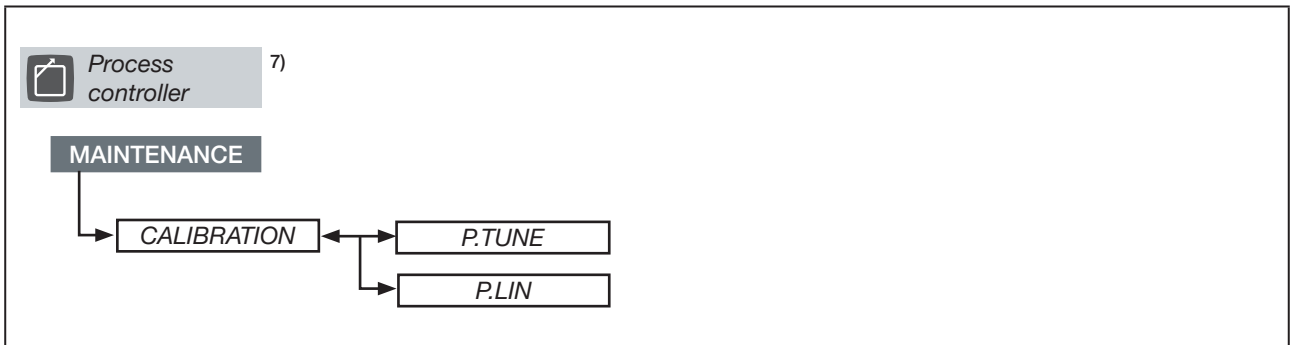 Process 7)
controller
MAINTENANCE
CALIBRATION P.TUNE
P.LIN